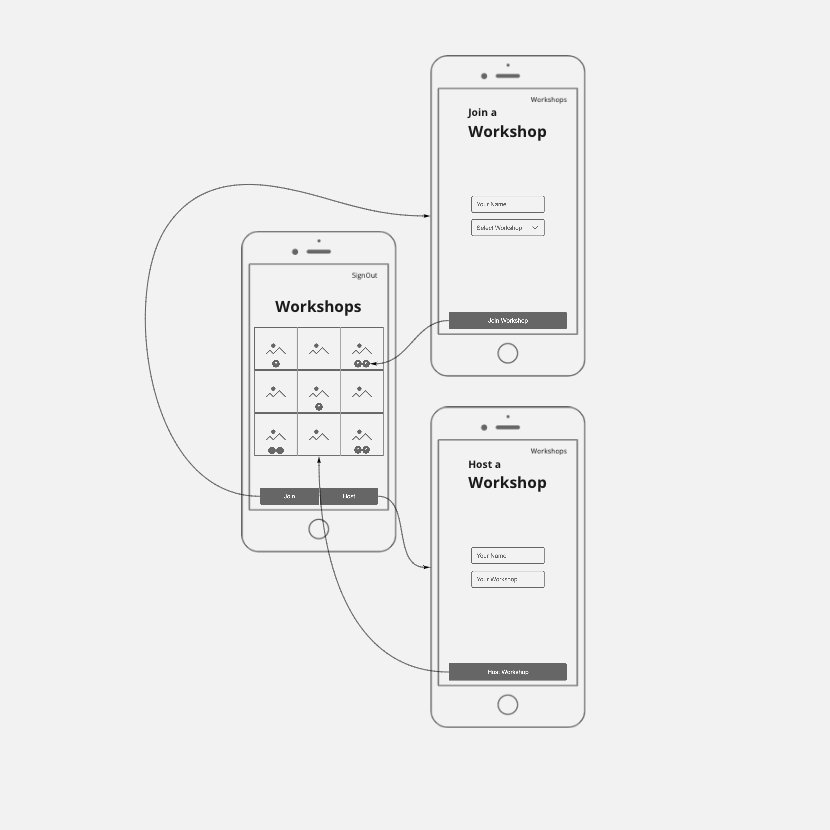 Workshops
Join a
Workshop
Your Name
Select Workshop
Join Workshop
SignOut
Workshops
Join
Host
Workshops
Host a
Workshop
Your Name
Your Workshop
Host Workshop